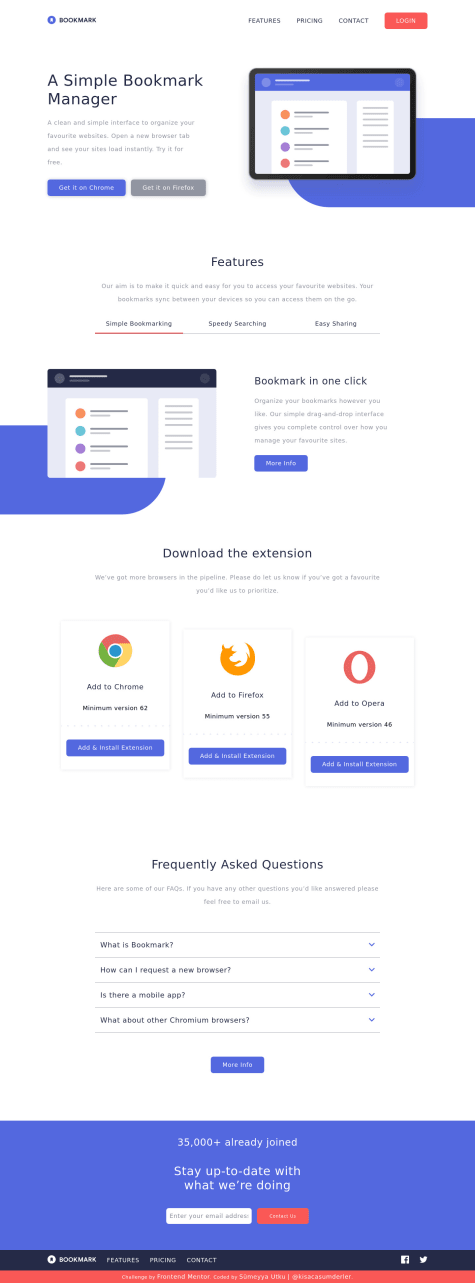 BOOKMARK FEATURES PRICING CONTACT LOGIN
A Simple Bookmark
Manager
A clean and simple interface to organize your
favourite websites. Open a new browser tab
and see your sites load instantly. Try it for
free.
Get it on Chrome Get it on Firefox
Features
Our aim is to make it quick and easy for you to access your favourite websites. Your
bookmarks sync between your devices so you can access them on the go.
Simple Bookmarking Speedy Searching Easy Sharing
Bookmark in one click
Organize your bookmarks however you
like. Our simple drag-and-drop interface
gives you complete control over how you
manage your favourite sites.
More Info
Download the extension
We've got more browsers in the pipeline. Please do let us know if you've got a favourite
you'd like us to prioritize.
Add to Chrome
Minimum version 62
Add & Install Extension
Add to Firefox
Minimum version 55
Add & Install Extension
Add to Opera
Minimum version 46
Add & Install Extension
Frequently Asked Questions
Here are some of our FAQs. If you have any other questions you'd like answered please
feel free to email us.
What is Bookmark?
How can I request a new browser?
Is there a mobile app?
What about other Chromium browsers?
More Info
35,000+ already joined
Stay up-to-date with
what we're doing
Enter your email address Contact Us
BOOKMARK FEATURES PRICING CONTACT
Challenge by Frontend Mentor. Coded by Sümeyya Utku | @kisacasumderler.